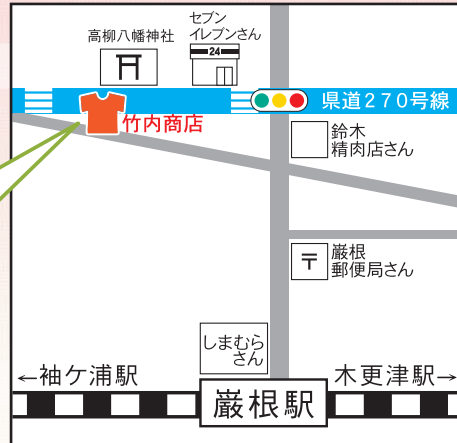 セブン
イレブンさん
高柳八幡神社
24
県道270号線
竹内商店
鈴木
精肉店さん
〒
巌根
郵便局さん
しまむら
さん
←袖ケ浦駅
木更津駅→
巌根駅